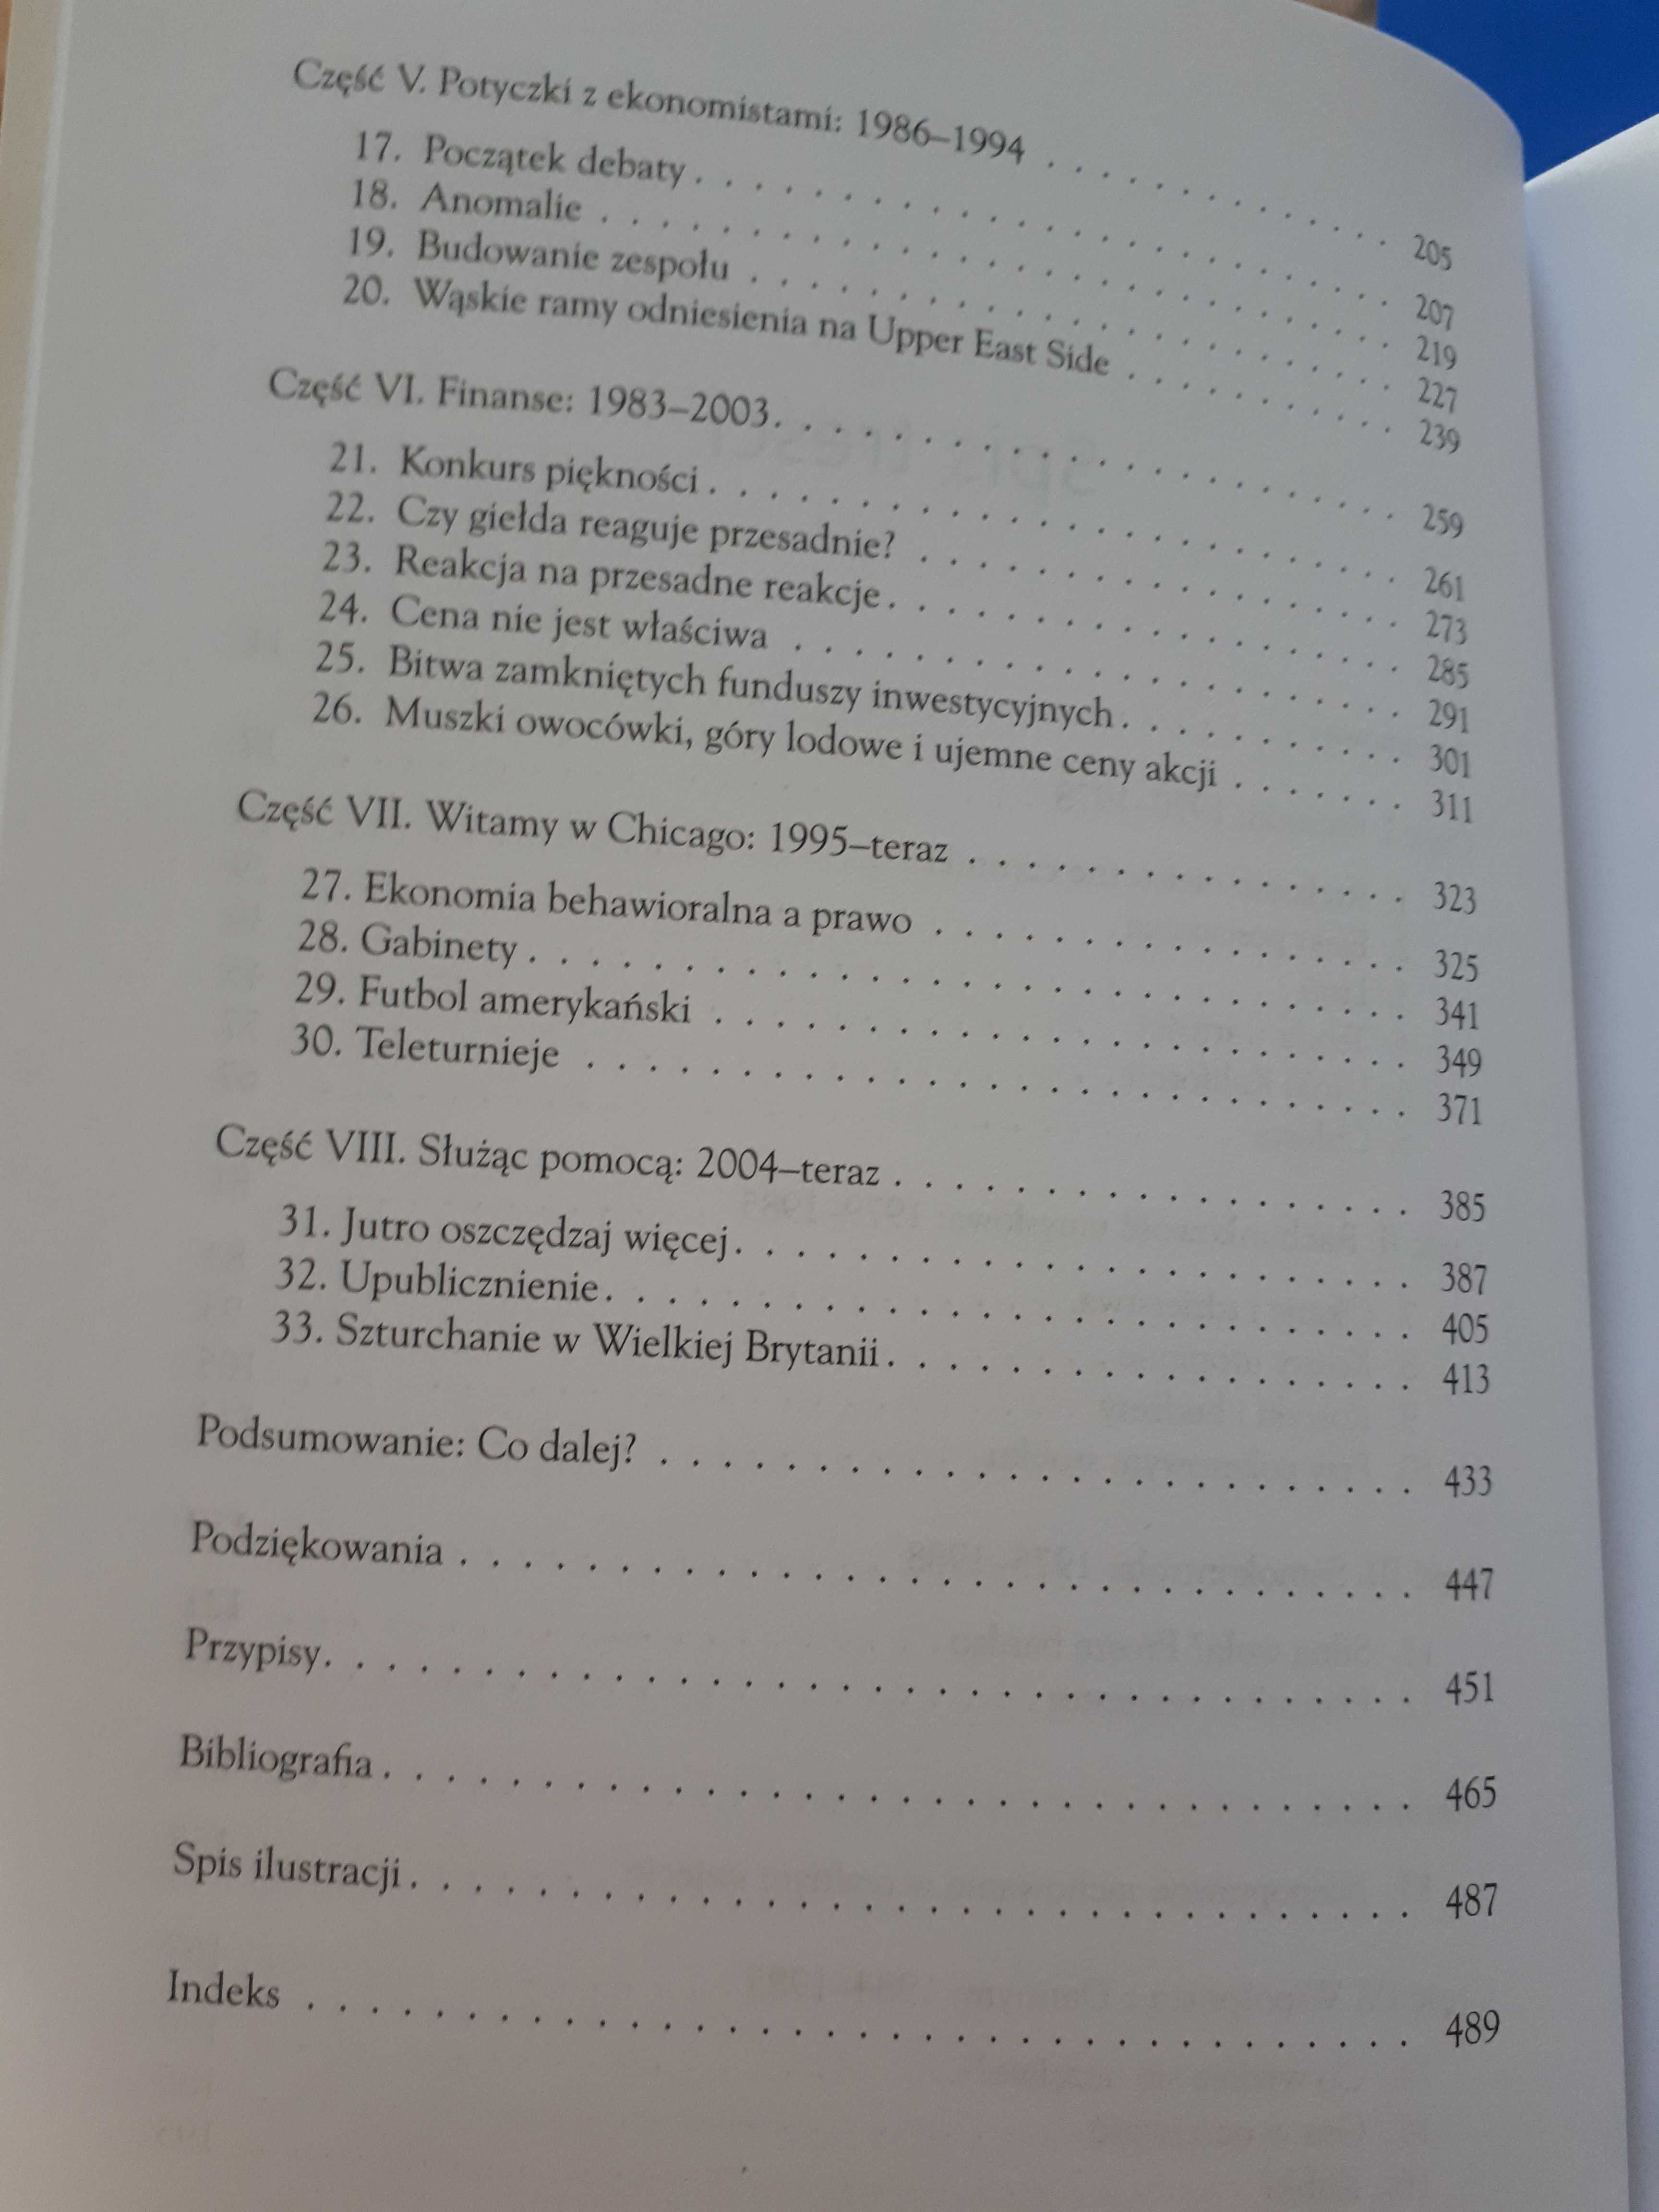 Część V. Potyczki z ekonomistami: 1986–1994 . . . . . . . . . . . . . 205
17. Początek debaty . . . . . . . . . . . . . . . . . . . . . . . . 207
18. Anomalie . . . . . . . . . . . . . . . . . . . . . . . . . . . 219
19. Budowanie zespołu . . . . . . . . . . . . . . . . . . . . . . 227
20. Wąskie ramy odniesienia na Upper East Side . . . . . . . . . . 239
Część VI. Finanse: 1983–2003. . . . . . . . . . . . . . . . . . . . . 259
21. Konkurs piękności . . . . . . . . . . . . . . . . . . . . . . . 261
22. Czy giełda reaguje przesadnie? . . . . . . . . . . . . . . . . 273
23. Reakcja na przesadne reakcje. . . . . . . . . . . . . . . . . . 285
24. Cena nie jest właściwa . . . . . . . . . . . . . . . . . . . . 291
25. Bitwa zamkniętych funduszy inwestycyjnych. . . . . . . . . . 301
26. Muszki owocówki, góry lodowe i ujemne ceny akcji . . . . . . 311
Część VII. Witamy w Chicago: 1995–teraz . . . . . . . . . . . . . . . 323
27. Ekonomia behawioralna a prawo . . . . . . . . . . . . . . . . 325
28. Gabinety . . . . . . . . . . . . . . . . . . . . . . . . . . . . 341
29. Futbol amerykański . . . . . . . . . . . . . . . . . . . . . . . 349
30. Teleturnieje . . . . . . . . . . . . . . . . . . . . . . . . . . 371
Część VIII. Służąc pomocą: 2004–teraz . . . . . . . . . . . . . . . . . 385
31. Jutro oszczędzaj więcej. . . . . . . . . . . . . . . . . . . . . . 387
32. Upublicznienie. . . . . . . . . . . . . . . . . . . . . . . . . . 405
33. Szturchanie w Wielkiej Brytanii . . . . . . . . . . . . . . . . . 413
Podsumowanie: Co dalej? . . . . . . . . . . . . . . . . . . . . . . . . 433
Podziękowania . . . . . . . . . . . . . . . . . . . . . . . . . . . . . . 447
Przypisy. . . . . . . . . . . . . . . . . . . . . . . . . . . . . . . . . . 451
Bibliografia . . . . . . . . . . . . . . . . . . . . . . . . . . . . . . . . 465
Spis ilustracji . . . . . . . . . . . . . . . . . . . . . . . . . . . . . . . 487
Indeks . . . . . . . . . . . . . . . . . . . . . . . . . . . . . . . . . . . 489